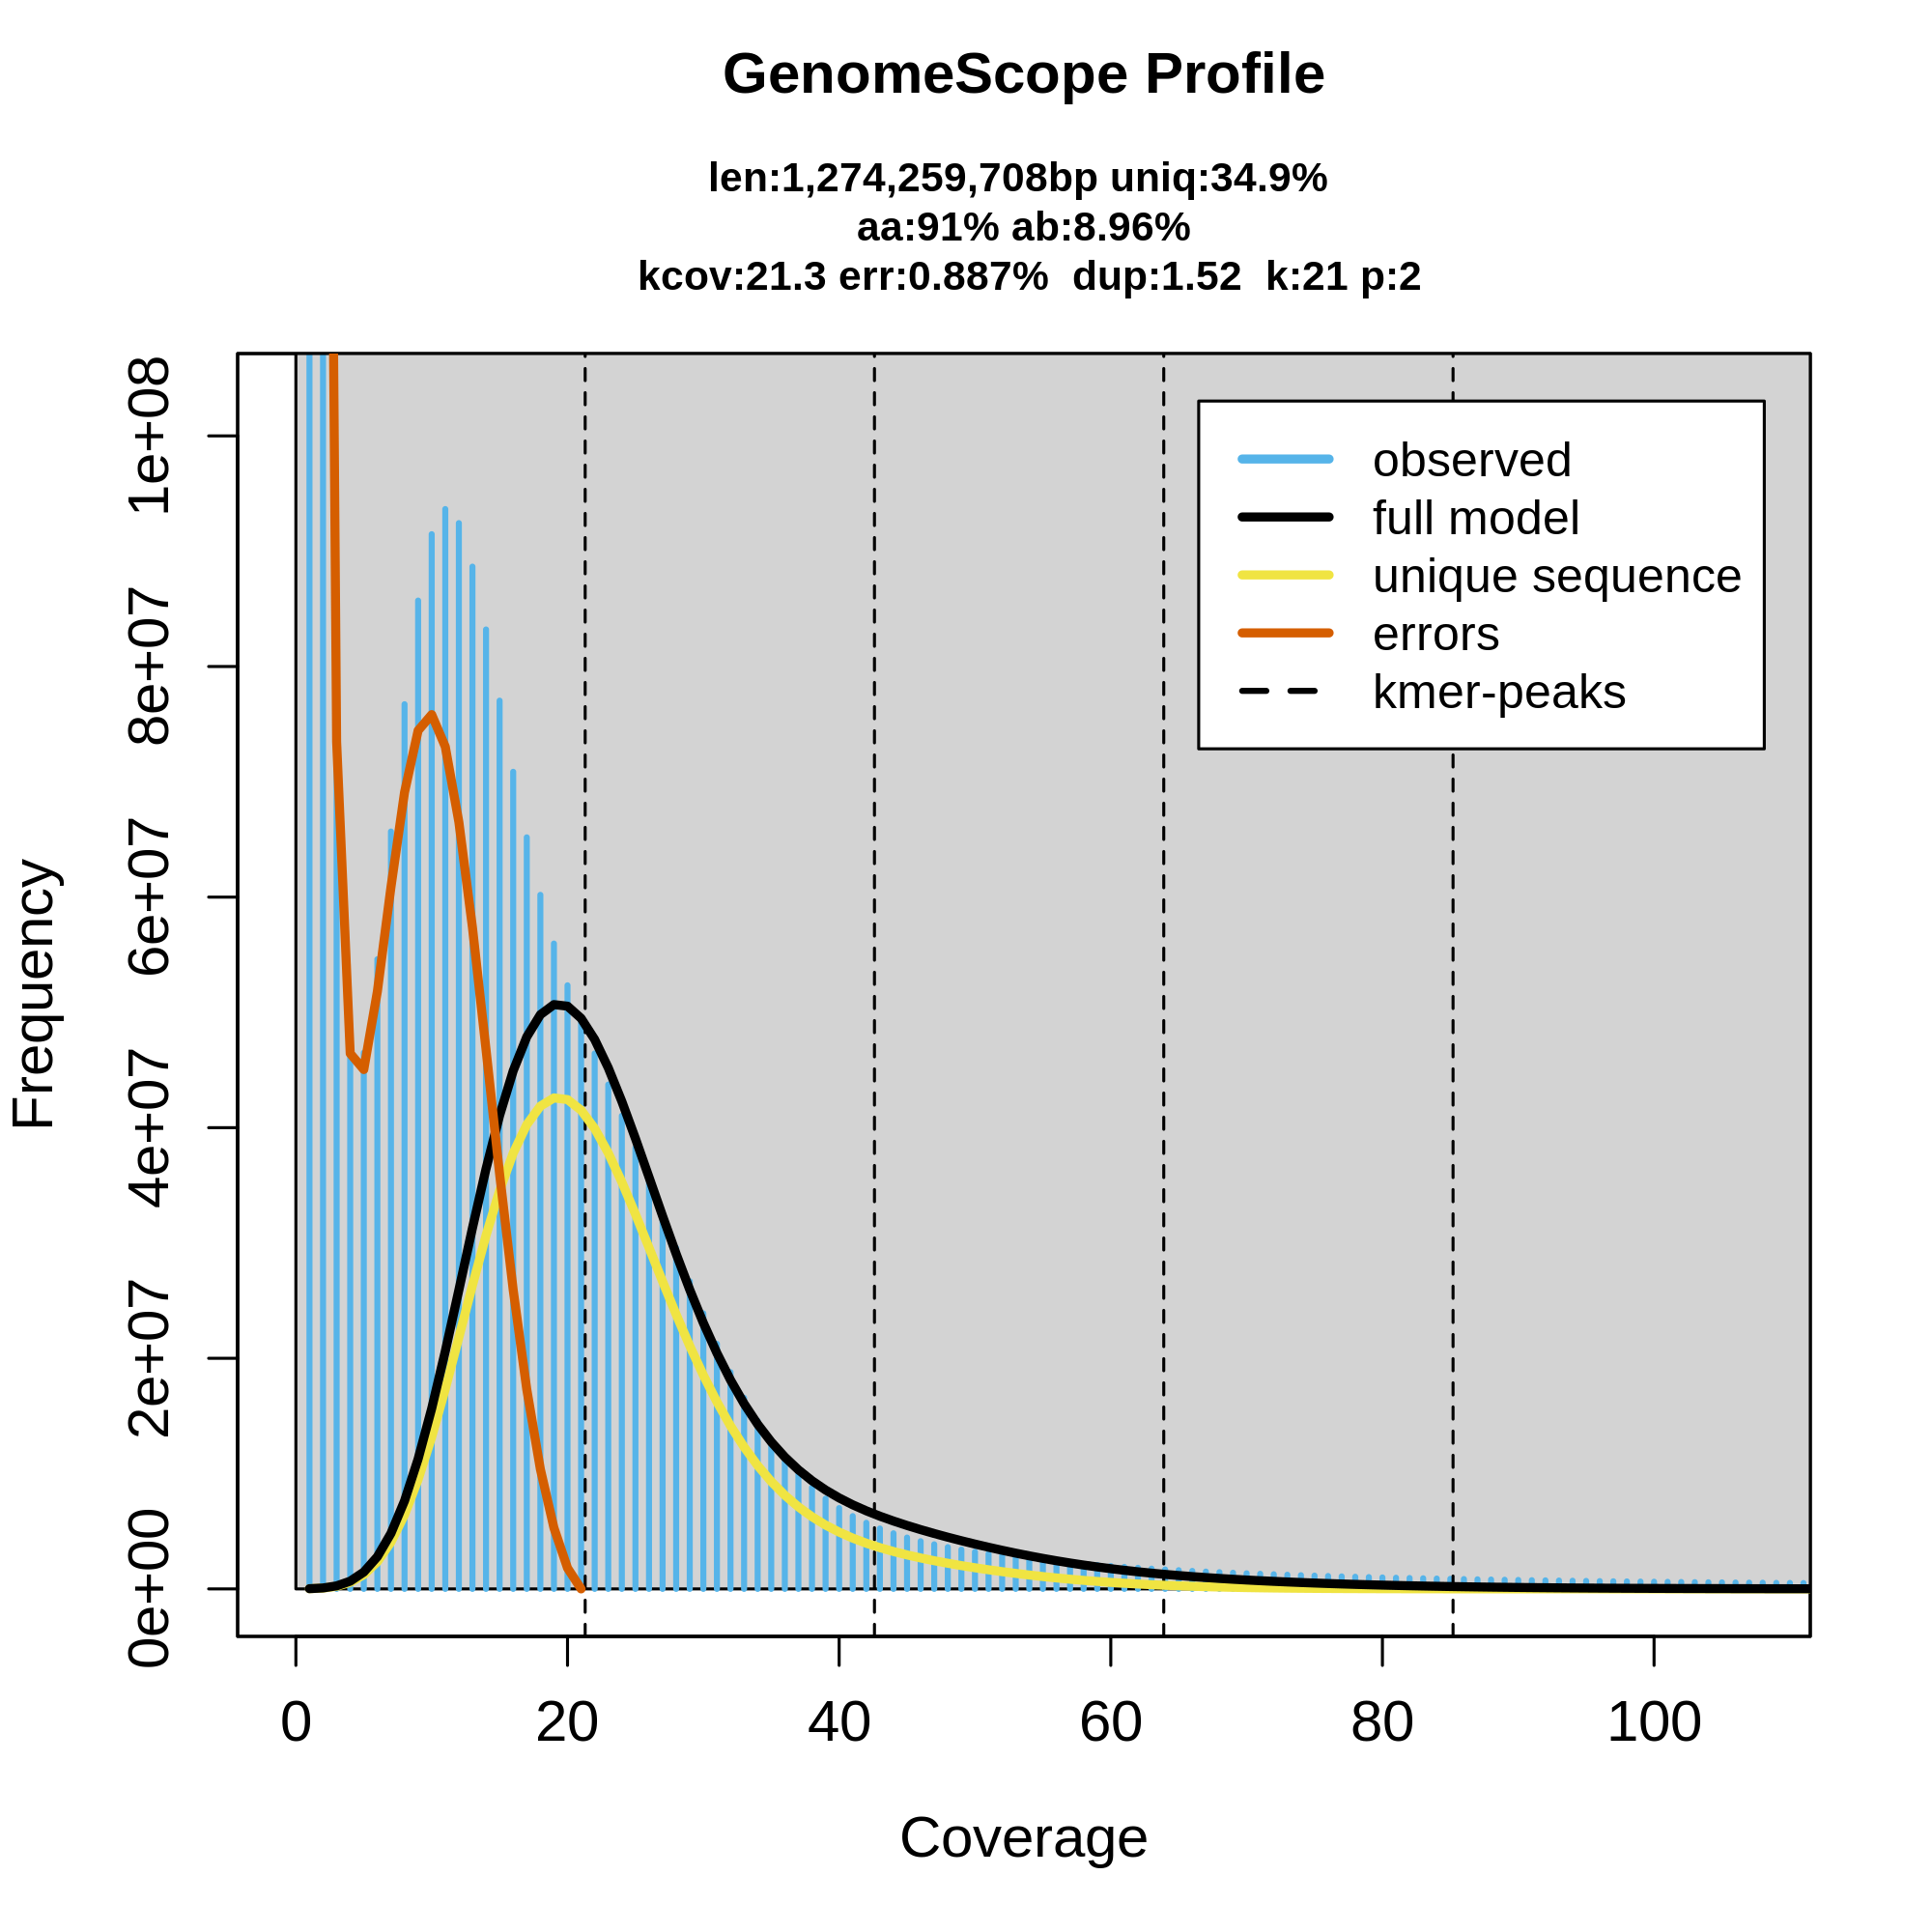 GenomeScope Profile
len:1,274,259,708bp uniq:34.9%
aa:91% ab:8.96%
kcov:21.3 err:0.887% dup:1.52 k:21 p:2
observed
full model
unique sequence
errors
kmer-peaks
Frequency
1e+08
8e+07
6e+07
4e+07
2e+07
0e+00
0 20 40 60 80 100
Coverage